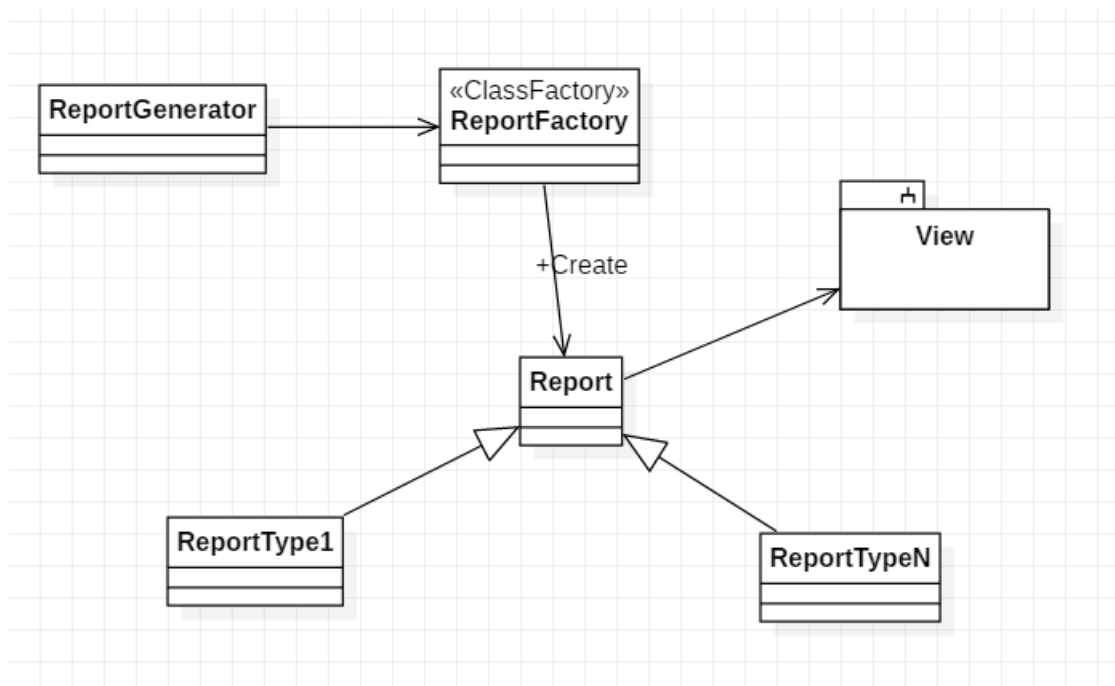 ReportGenerator
«ClassFactory»
ReportFactory
View
+Create
Report
ReportType1
ReportTypeN